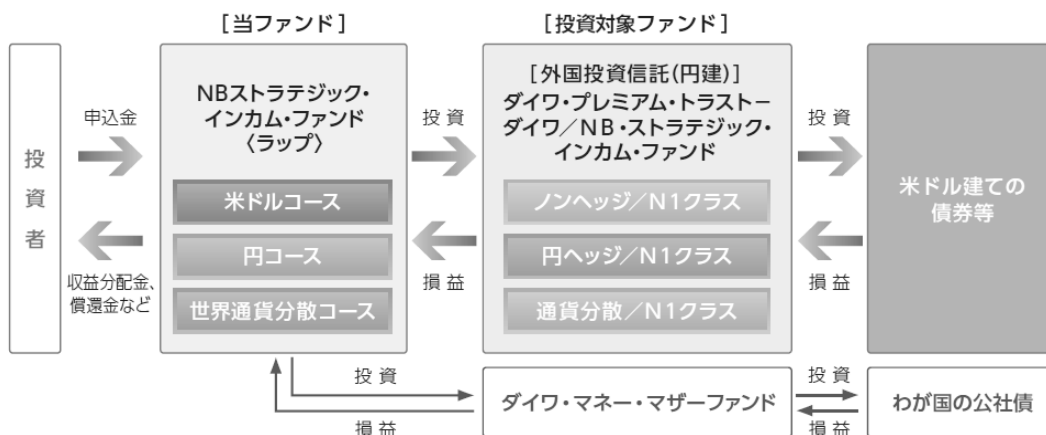 [当ファンド]
[投資対象ファンド]
投資者
申込金
収益分配金、
償還金など
NBストラテジック・
インカム・ファンド
〈ラップ〉
米ドルコース
円コース
世界通貨分散コース
投資
損益
[外国投資信託(円建)]
ダイワ・プレミアム・トラスト－
ダイワ／NB・ストラテジック・
インカム・ファンド
ノンヘッジ／N1クラス
円ヘッジ／N1クラス
通貨分散／N1クラス
投資
損益
米ドル建ての
債券等
投資
損益
ダイワ・マネー・マザーファンド
投資
損益
わが国の公社債